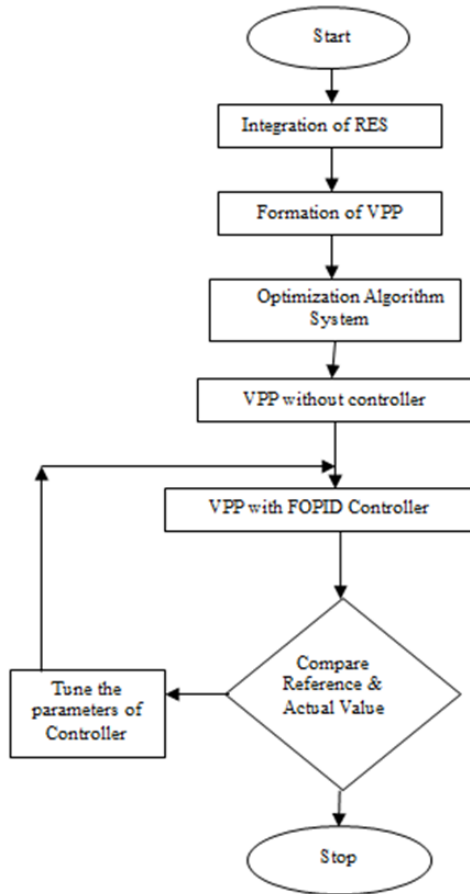 Start
Integration of RES
Formation of VPP
Optimization Algorithm
System
VPP without controller
VPP with FOPID Controller
Compare
Reference &
Actual Value
Tune the
parameters of
Controller
Stop